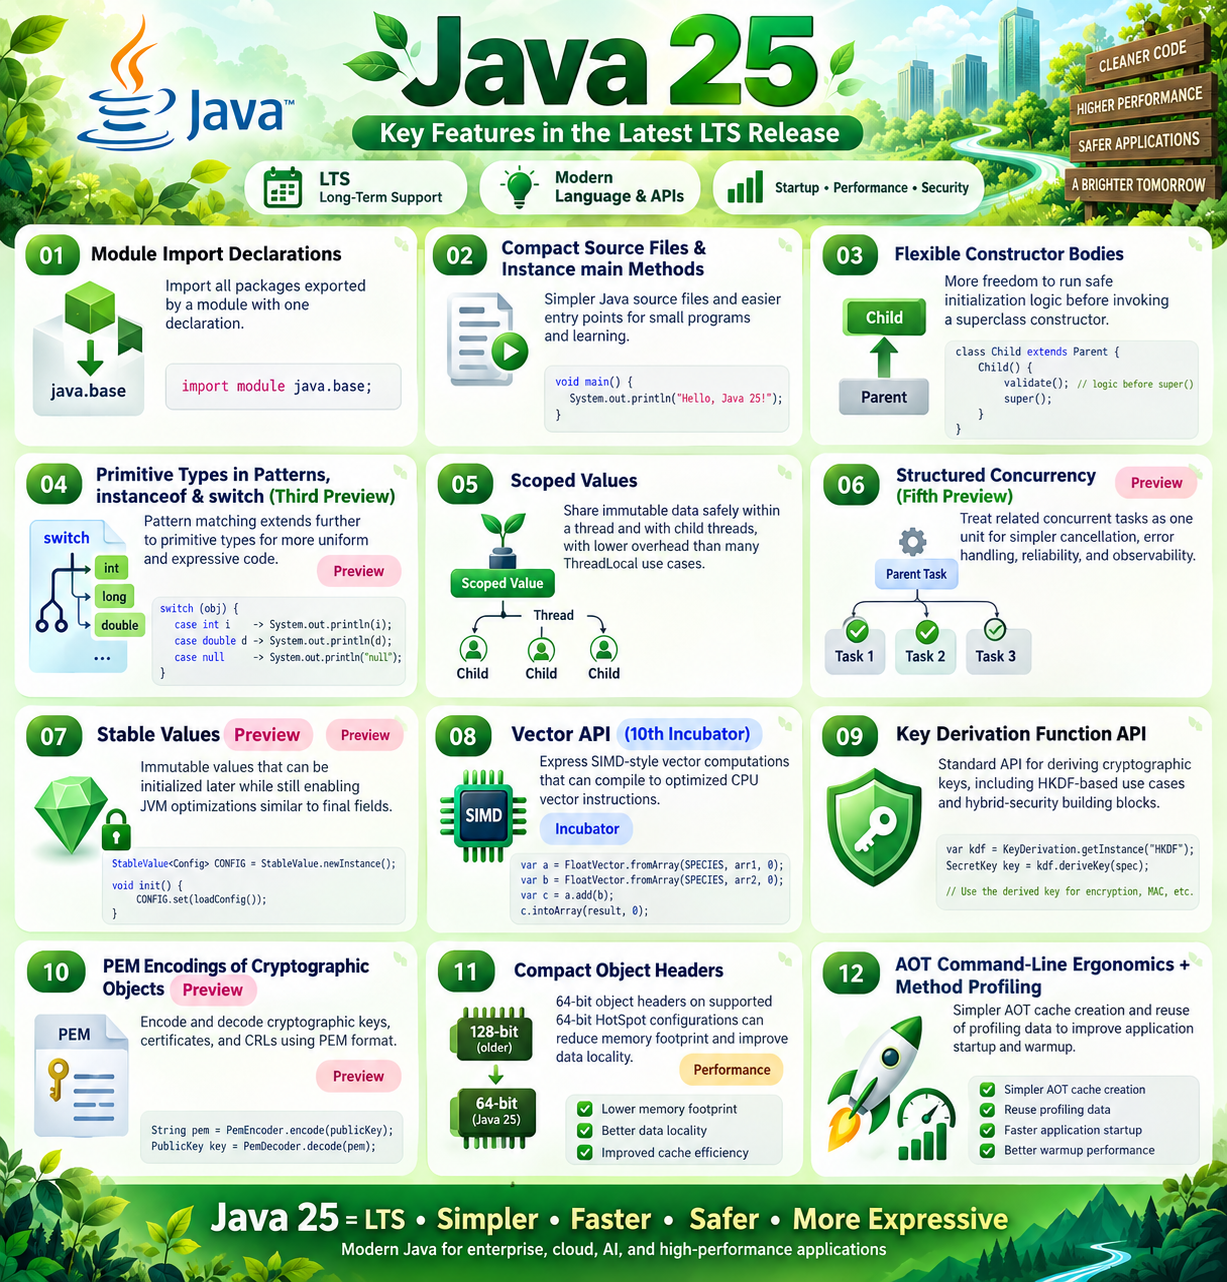 Java™
Java 25
Key Features in the Latest LTS Release
CLEANER CODE
HIGHER PERFORMANCE
SAFER APPLICATIONS
A BRIGHTER TOMORROW
LTS
Long-Term Support
Modern
Language & APIs
Startup • Performance • Security
01
Module Import Declarations
Import all packages exported
by a module with one
declaration.
java.base
import module java.base;
02
Compact Source Files &
Instance main Methods
Simpler Java source files and easier
entry points for small programs
and learning.
void main() {
System.out.println("Hello, Java 25!");
}
03
Flexible Constructor Bodies
More freedom to run safe
initialization logic before invoking
a superclass constructor.
Child
Parent
class Child extends Parent {
Child() {
validate(); // logic before super()
super();
}
}
04
Primitive Types in Patterns,
instanceof & switch (Third Preview)
Pattern matching extends further
to primitive types for more uniform
and expressive code.
Preview
switch
int
long
double
...
switch (obj) {
case int i -> System.out.println(i);
case double d -> System.out.println(d);
case null -> System.out.println("null");
}
05
Scoped Values
Share immutable data safely within
a thread and with child threads,
with lower overhead than many
ThreadLocal use cases.
Scoped Value
Thread
Child
Child
Child
06
Structured Concurrency
(Fifth Preview)
Preview
Treat related concurrent tasks as one
unit for simpler cancellation, error
handling, reliability, and observability.
Parent Task
Task 1
Task 2
Task 3
07
Stable Values Preview
Preview
Immutable values that can be
initialized later while still enabling
JVM optimizations similar to final fields.
StableValue<Config> CONFIG = StableValue.newInstance();
void init() {
CONFIG.set(loadConfig());
}
08
Vector API (10th Incubator)
Express SIMD-style vector computations
that can compile to optimized CPU
vector instructions.
Incubator
SIMD
var a = FloatVector.fromArray(SPECIES, arr1, 0);
var b = FloatVector.fromArray(SPECIES, arr2, 0);
var c = a.add(b);
c.intoArray(result, 0);
09
Key Derivation Function API
Standard API for deriving cryptographic
keys, including HKDF-based use cases
and hybrid-security building blocks.
var kdf = KeyDerivation.getInstance("HKDF");
SecretKey key = kdf.deriveKey(spec);
// Use the derived key for encryption, MAC, etc.
10
PEM Encodings of Cryptographic
Objects Preview
Encode and decode cryptographic keys,
certificates, and CRLs using PEM format.
Preview
PEM
String pem = PemEncoder.encode(publicKey);
PublicKey key = PemDecoder.decode(pem);
11
Compact Object Headers
64-bit object headers on supported
64-bit HotSpot configurations can
reduce memory footprint and improve
data locality.
Performance
128-bit
(older)
64-bit
(Java 25)
Lower memory footprint
Better data locality
Improved cache efficiency
12
AOT Command-Line Ergonomics +
Method Profiling
Simpler AOT cache creation and reuse
of profiling data to improve application
startup and warmup.
Simpler AOT cache creation
Reuse profiling data
Faster application startup
Better warmup performance
Java 25 = LTS • Simpler • Faster • Safer • More Expressive
Modern Java for enterprise, cloud, AI, and high-performance applications